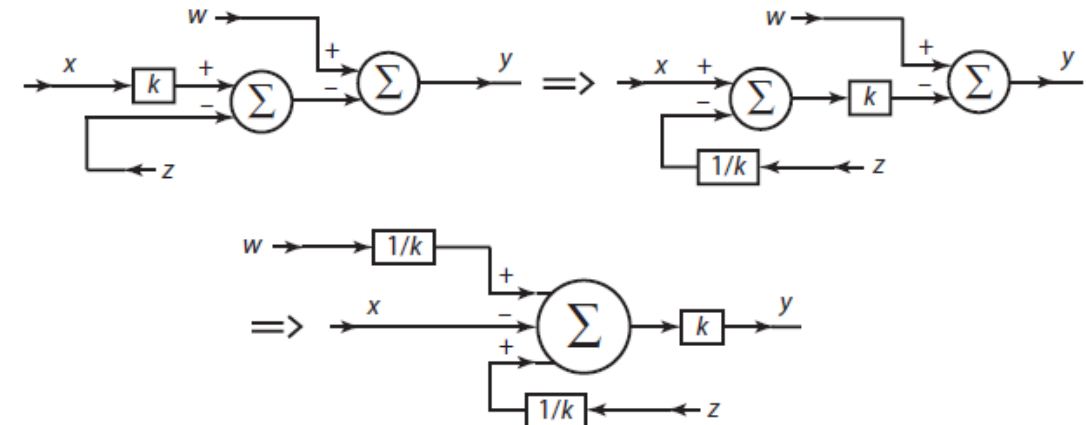 w w
x k + − Σ + − Σ y => x + − Σ k + − Σ y
z 1/k z
w 1/k
=> x + − + Σ k y
1/k z